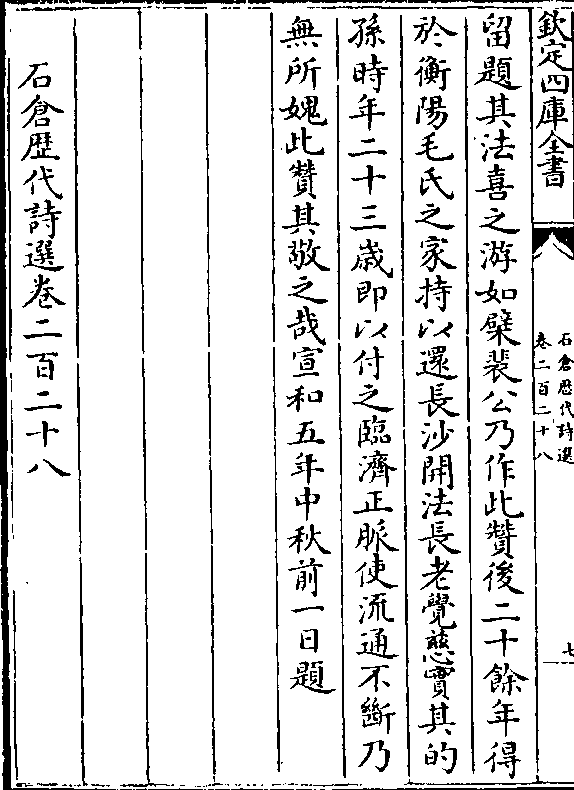 欽定四庫全書
石倉歴代詩選
卷二百二十八
七
留題其法喜之游如𤼵裴公乃作此贊後二十餘年得
於衡陽毛氏之家持以還長沙開法長老覺慈實其的
孫時年二十三歲即以付之臨濟正脈使流通不斷乃
無所媿此贊其敬之哉宣和五年中秋前一日題
石倉歴代詩選卷二百二十八